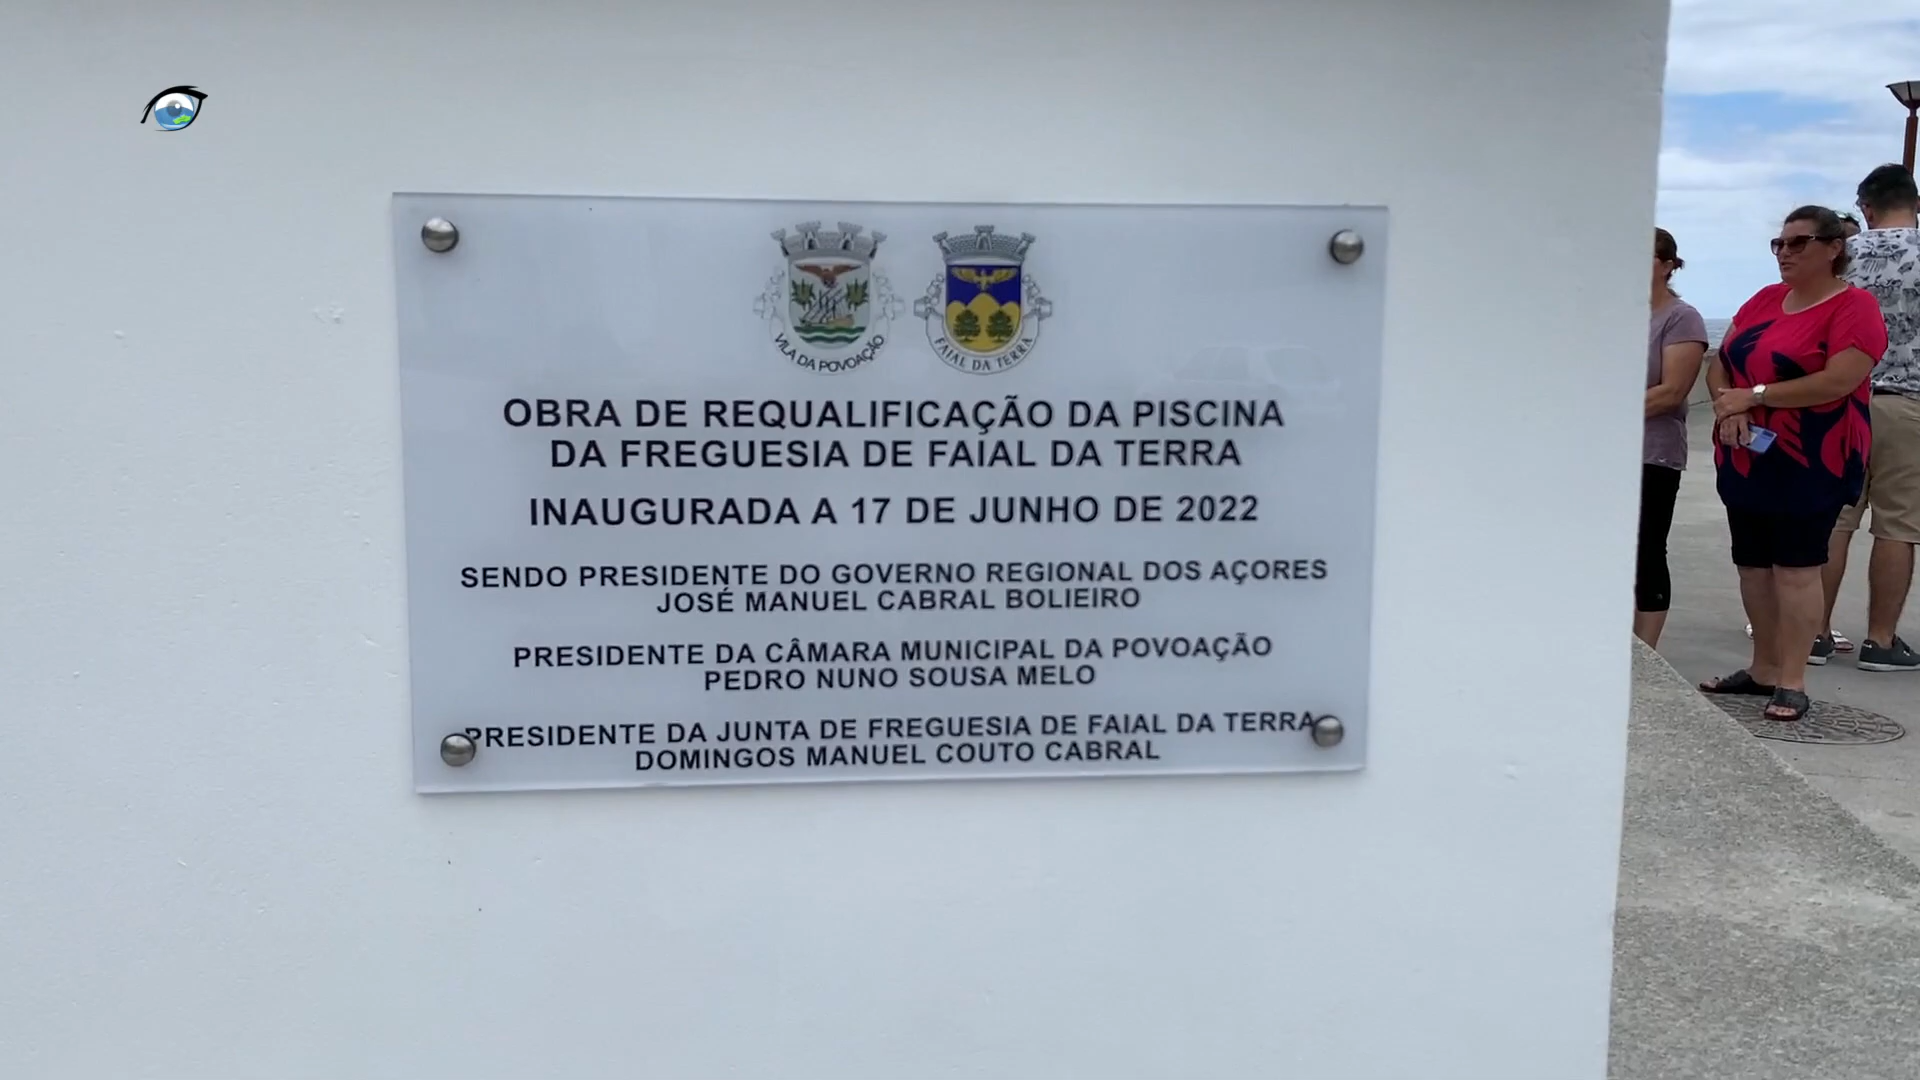 VILA DA POVOAÇÃO
FAIAL DA TERRA
OBRA DE REQUALIFICAÇÃO DA PISCINA
DA FREGUESIA DE FAIAL DA TERRA
INAUGURADA A 17 DE JUNHO DE 2022
SENDO PRESIDENTE DO GOVERNO REGIONAL DOS AÇORES
JOSÉ MANUEL CABRAL BOLIEIRO
PRESIDENTE DA CÂMARA MUNICIPAL DA POVOAÇÃO
PEDRO NUNO SOUSA MELO
PRESIDENTE DA JUNTA DE FREGUESIA DE FAIAL DA TERRA
DOMINGOS MANUEL COUTO CABRAL